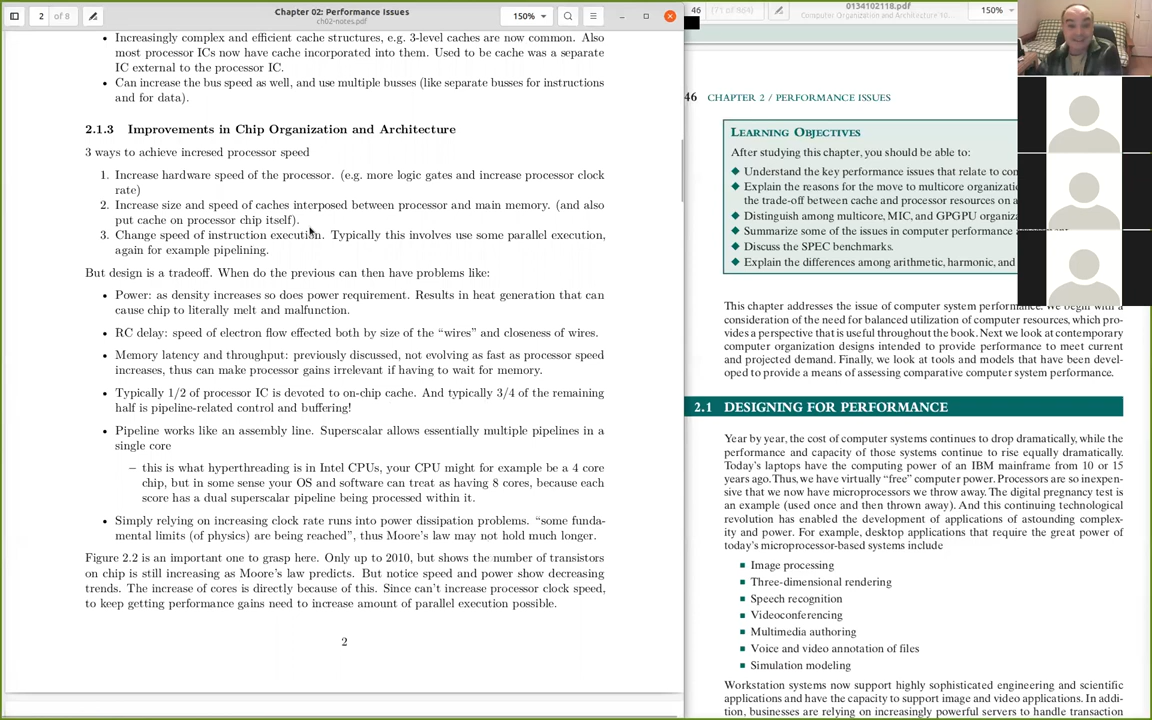 2 of 8
Chapter 02: Performance Issues
ch02-notes.pdf
150%
• Increasingly complex and efficient cache structures, e.g. 3-level caches are now common. Also
most processor ICs now have cache incorporated into them. Used to be cache was a separate
IC external to the processor IC.
• Can increase the bus speed as well, and use multiple busses (like separate busses for instructions
and for data).
2.1.3 Improvements in Chip Organization and Architecture
3 ways to achieve incresed processor speed
1. Increase hardware speed of the processor. (e.g. more logic gates and increase processor clock
rate)
2. Increase size and speed of caches interposed between processor and main memory. (and also
put cache on processor chip itself).
3. Change speed of instruction execution. Typically this involves use some parallel execution,
again for example pipelining.
But design is a tradeoff. When do the previous can then have problems like:
• Power: as density increases so does power requirement. Results in heat generation that can
cause chip to literally melt and malfunction.
• RC delay: speed of electron flow effected both by size of the “wires” and closeness of wires.
• Memory latency and throughput: previously discussed, not evolving as fast as processor speed
increases, thus can make processor gains irrelevant if having to wait for memory.
• Typically 1/2 of processor IC is devoted to on-chip cache. And typically 3/4 of the remaining
half is pipeline-related control and buffering!
• Pipeline works like an assembly line. Superscalar allows essentially multiple pipelines in a
single core
– this is what hyperthreading is in Intel CPUs, your CPU might for example be a 4 core
chip, but in some sense your OS and software can treat as having 8 cores, because each
score has a dual superscalar pipeline being processed within it.
• Simply relying on increasing clock rate runs into power dissipation problems. “some funda-
mental limits (of physics) are being reached”, thus Moore’s law may not hold much longer.
Figure 2.2 is an important one to grasp here. Only up to 2010, but shows the number of transistors
on chip is still increasing as Moore’s law predicts. But notice speed and power show decreasing
trends. The increase of cores is directly because of this. Since can’t increase processor clock speed,
to keep getting performance gains need to increase amount of parallel execution possible.
2
46 (71 of 864)
0134102118.pdf
Computer Organization and Architecture 10
150%
46 CHAPTER 2 / PERFORMANCE ISSUES
LEARNING OBJECTIVES
After studying this chapter, you should be able to:
◆ Understand the key performance issues that relate to
◆ Explain the reasons for the move to multicore
the trade-off between cache and processor resources on
◆ Distinguish among multicore, MIC, and GPGPU
◆ Summarize some of the issues in computer performance
◆ Discuss the SPEC benchmarks.
◆ Explain the differences among arithmetic, harmonic, and
This chapter addresses the issue of computer system performance. We begin with a
consideration of the need for balanced utilization of computer resources, which pro-
vides a perspective that is useful throughout the book. Next we look at contemporary
computer organization designs intended to provide performance to meet current
and projected demand. Finally, we look at tools and models that have been devel-
oped to provide a means of assessing comparative computer system performance.
2.1 DESIGNING FOR PERFORMANCE
Year by year, the cost of computer systems continues to drop dramatically, while the
performance and capacity of those systems continue to rise equally dramatically.
Today’s laptops have the computing power of an IBM mainframe from 10 or 15
years ago. Thus, we have virtually “free” computer power. Processors are so inexpen-
sive that we now have microprocessors we throw away. The digital pregnancy test is
an example (used once and then thrown away). And this continuing technological
revolution has enabled the development of applications of astounding complex-
ity and power. For example, desktop applications that require the great power of
today’s microprocessor-based systems include
■ Image processing
■ Three-dimensional rendering
■ Speech recognition
■ Videoconferencing
■ Multimedia authoring
■ Voice and video annotation of files
■ Simulation modeling
Workstation systems now support highly sophisticated engineering and scientific
applications and have the capacity to support image and video applications. In addi-
tion, businesses are relying on increasingly powerful servers to handle transaction